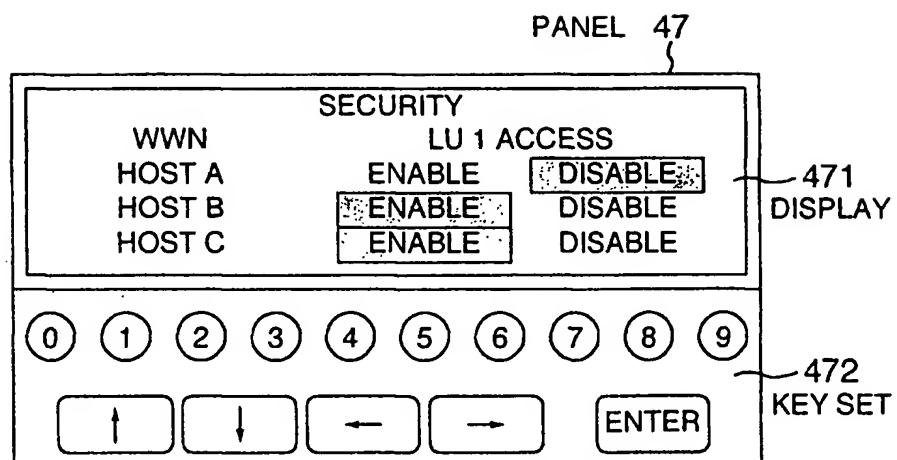 PANEL 47
SECURITY
WWN LU 1 ACCESS
HOST A ENABLE DISABLE
HOST B ENABLE DISABLE
HOST C ENABLE DISABLE
471
DISPLAY
0 1 2 3 4 5 6 7 8 9
472
KEY SET
↑ ↓ ← → ENTER